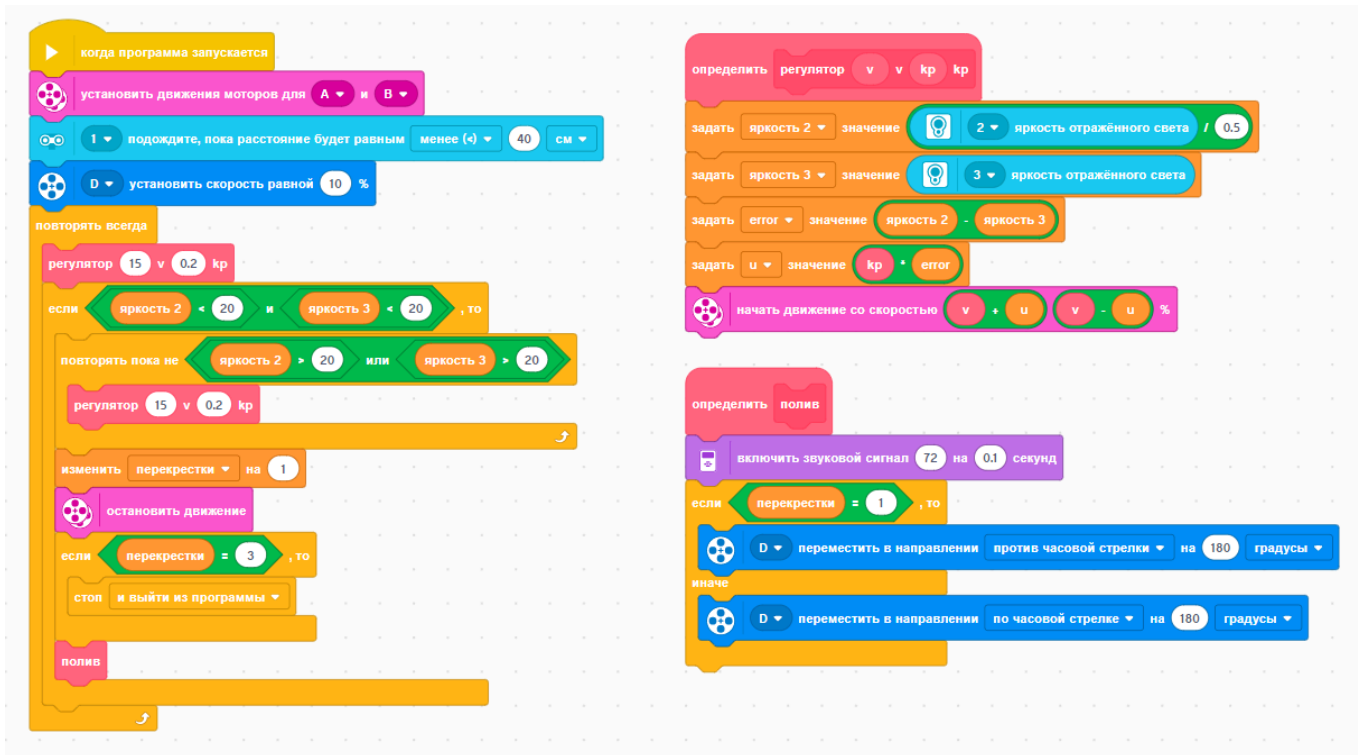 когда программа запускается
установить движения моторов для A и B
1 подождите, пока расстояние будет равным менее (<) 40 см
D установить скорость равной 10 %
повторять всегда
регулятор 15 v 0.2 kp
если яркость 2 < 20 и яркость 3 < 20 , то
повторять пока не яркость 2 > 20 или яркость 3 > 20
регулятор 15 v 0.2 kp
изменить перекрестки на 1
остановить движение
если перекрестки = 3 , то
стоп и выйти из программы
полив
определить регулятор v v kp kp
задать яркость 2 значение 2 яркость отражённого света / 0.5
задать яркость 3 значение 3 яркость отражённого света
задать error значение яркость 2 - яркость 3
задать u значение kp * error
начать движение со скоростью v + u v - u %
определить полив
включить звуковой сигнал 72 на 0.1 секунд
если перекрестки = 1 , то
D переместить в направлении против часовой стрелки на 180 градусы
иначе
D переместить в направлении по часовой стрелке на 180 градусы